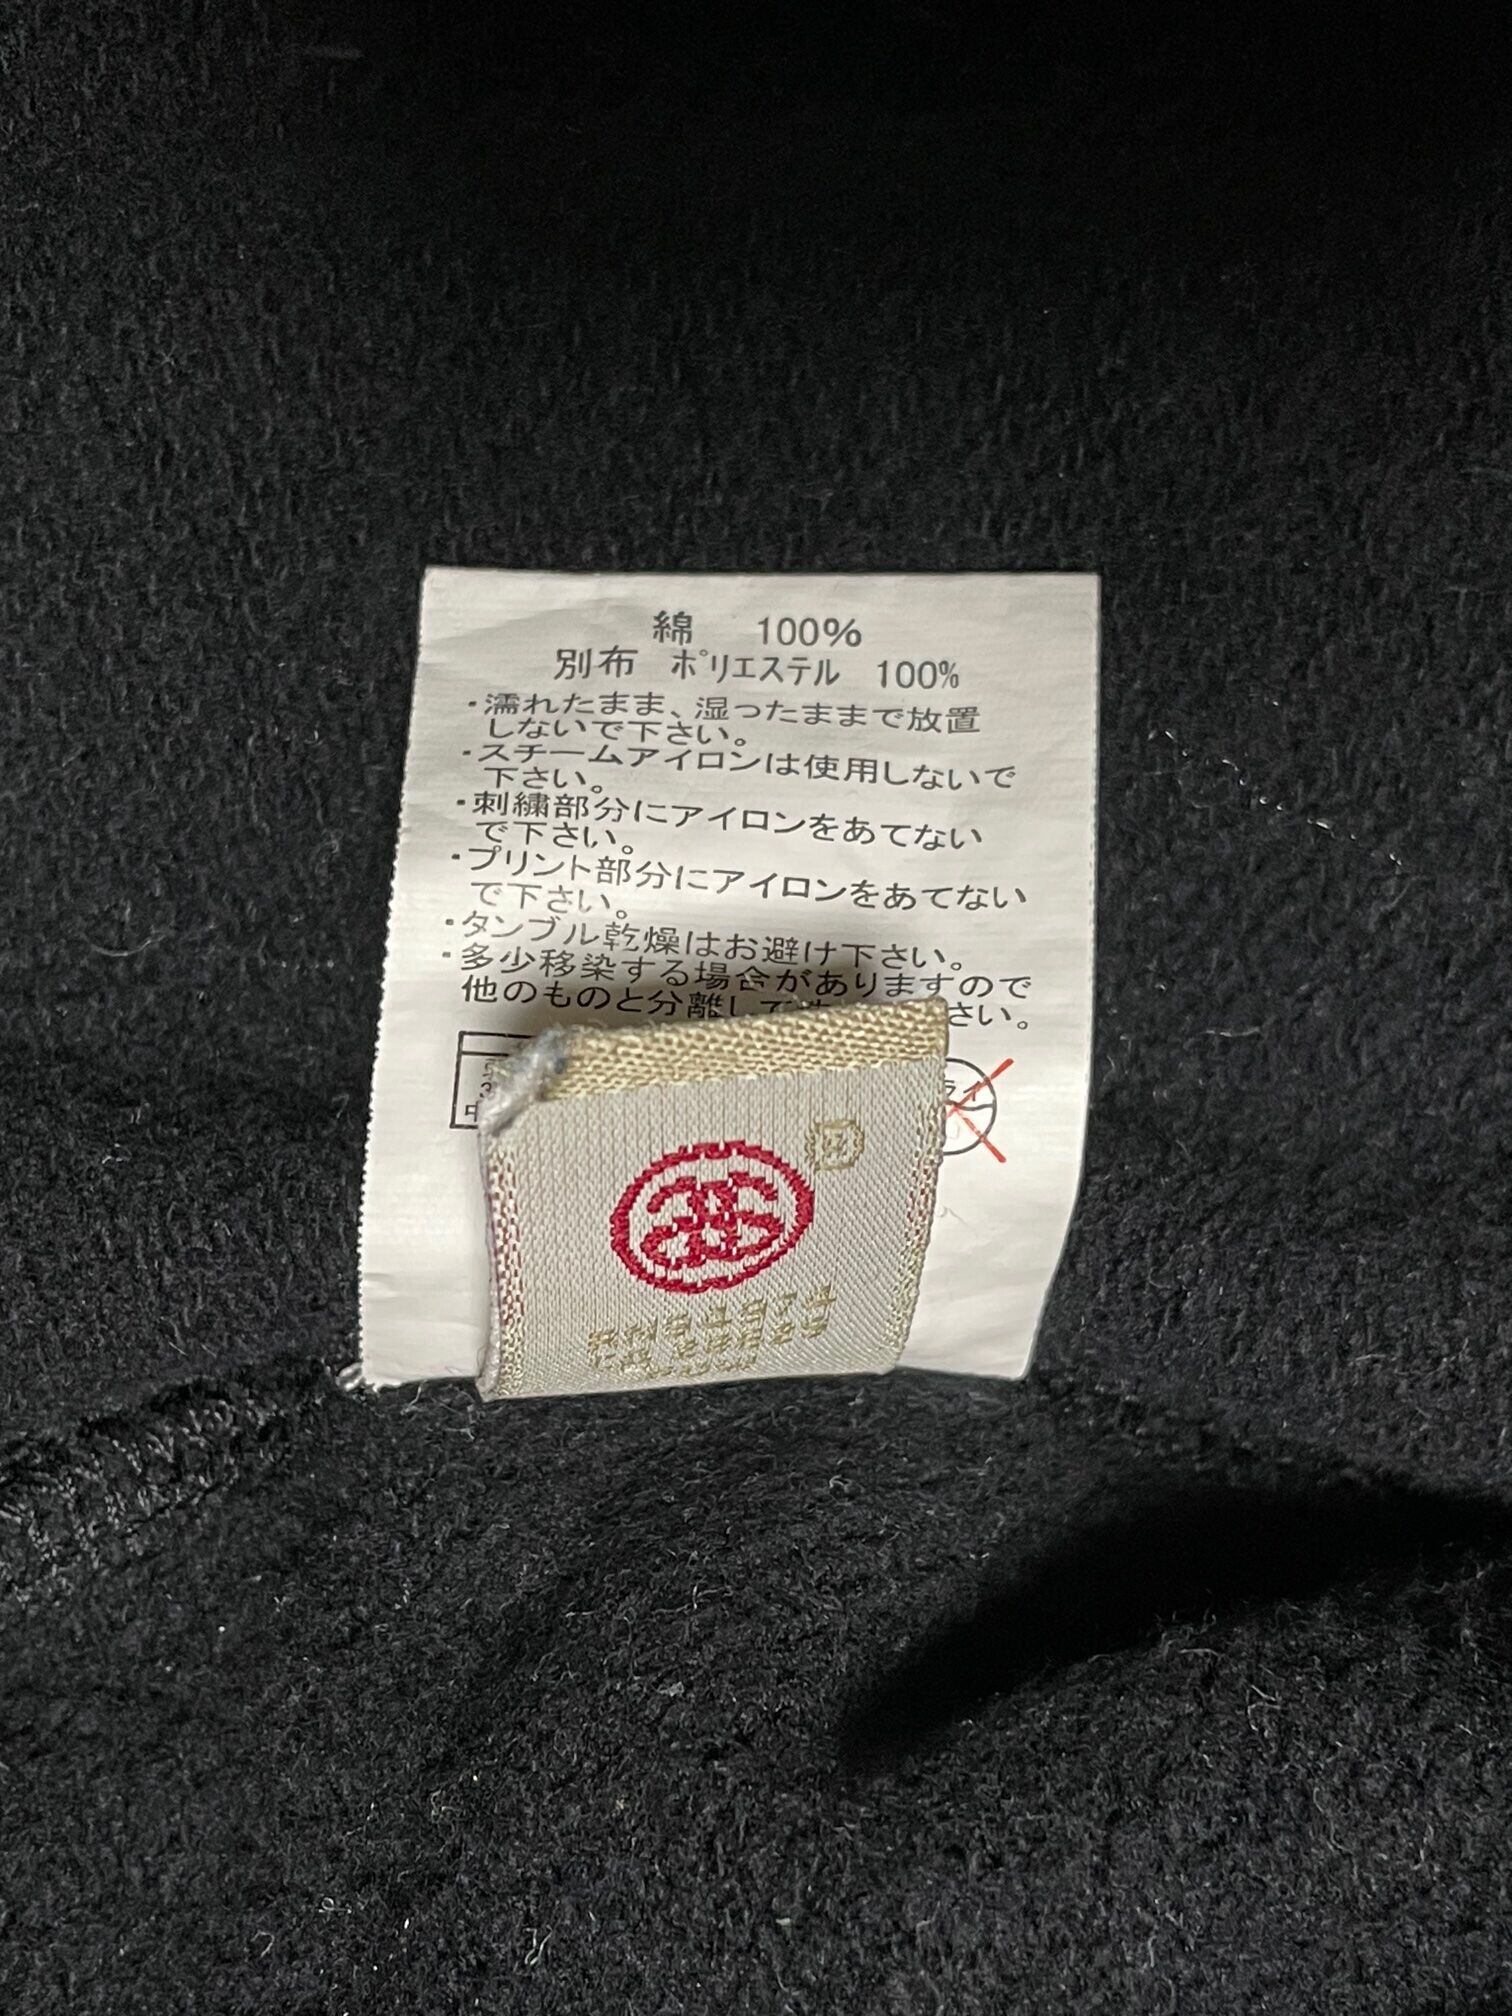 綿 100%
別布 ポリエステル 100%
・濡れたまま、湿ったままで放置
しないで下さい。
・スチームアイロンは使用しないで
下さい。
・刺繍部分にアイロンをあてない
で下さい。
・プリント部分にアイロンをあてない
で下さい。
・タンブル乾燥はお避け下さい。
・多少移染する場合がありますので
他のものと分離して さい。
中 ライ